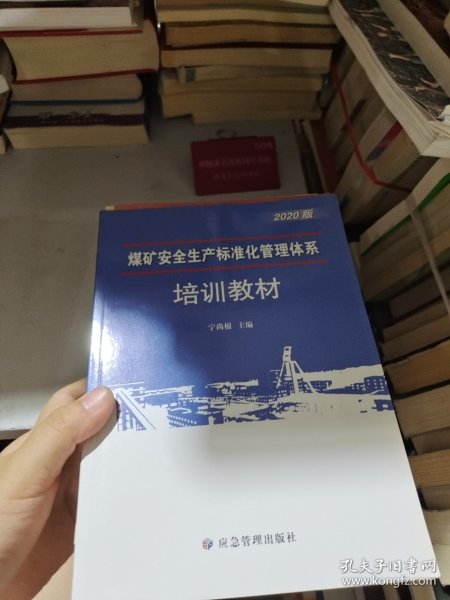 2020版
煤矿安全生产标准化管理体系
培训教材
宁尚根 主编
应急管理出版社
008
孔夫子旧书网
www.kongfz.com